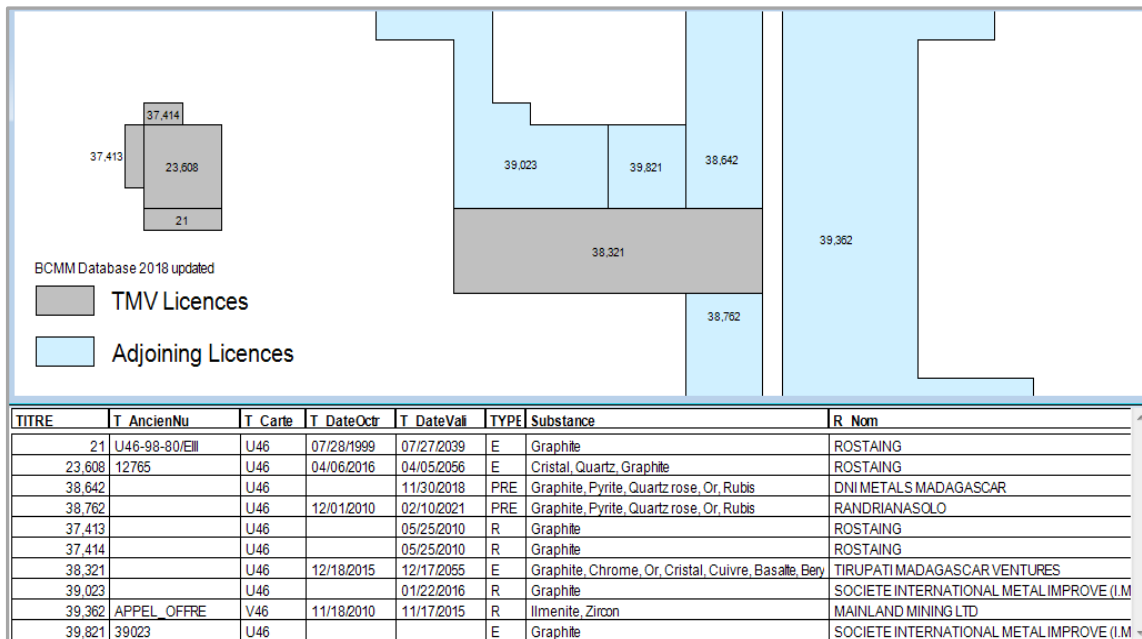 37,414
37,413
23,608
21
39,023
39,821
38,642
38,321
39,362
38,762
BCMM Database 2018 updated
TMV Licences
Adjoining Licences
TITRE T_AncienNu T_Carte T_DateOctr T_DateVali TYPE Substance R_Nom
21 U46-98-80/EIII U46 07/28/1999 07/27/2039 E Graphite ROSTAING
23,608 12765 U46 04/06/2016 04/05/2056 E Cristal, Quartz, Graphite ROSTAING
38,642 U46 11/30/2018 PRE Graphite, Pyrite, Quartz rose, Or, Rubis DNI METALS MADAGASCAR
38,762 U46 12/01/2010 02/10/2021 PRE Graphite, Pyrite, Quartz rose, Or, Rubis RANDRIANASOLO
37,413 U46 05/25/2010 R Graphite ROSTAING
37,414 U46 05/25/2010 R Graphite ROSTAING
38,321 U46 12/18/2015 12/17/2055 E Graphite, Chrome, Or, Cristal, Cuivre, Basalte, Bery TIRUPATI MADAGASCAR VENTURES
39,023 U46 01/22/2016 R Graphite SOCIETE INTERNATIONAL METAL IMPROVE (I.M
39,362 APPEL_OFFRE V46 11/18/2010 11/17/2015 R Ilmenite, Zircon MAINLAND MINING LTD
39,821 39023 U46 E Graphite SOCIETE INTERNATIONAL METAL IMPROVE (I.M